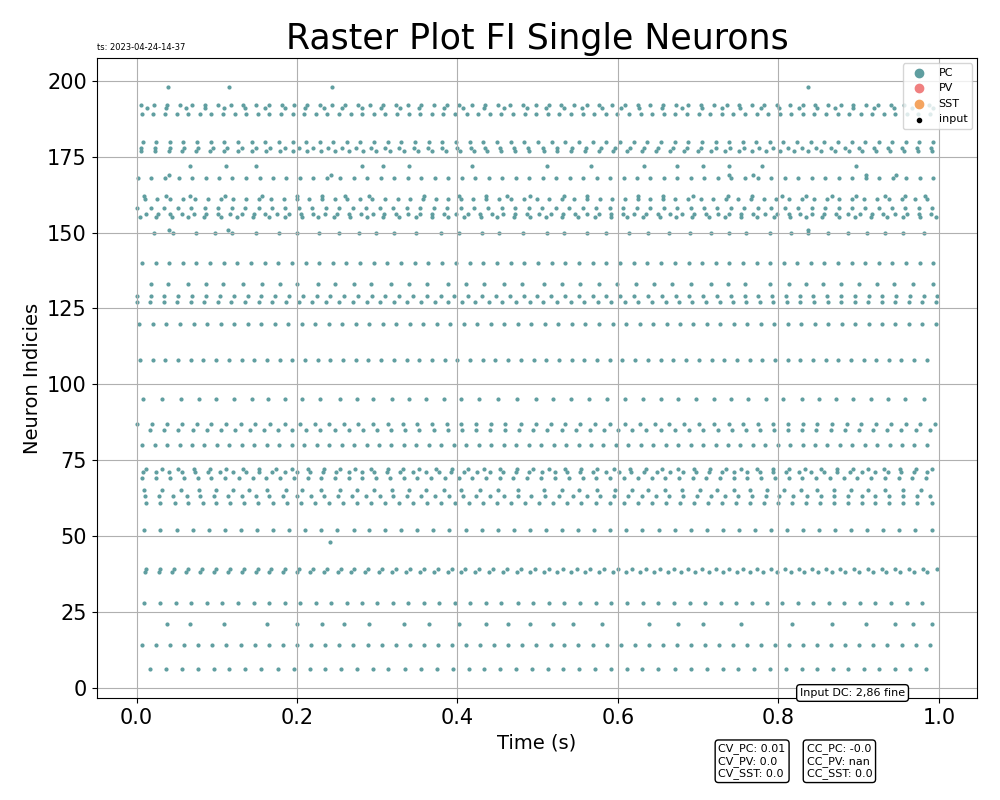 Raster Plot FI Single Neurons
ts: 2023-04-24-14-37
PC
PV
SST
input
200
175
150
125
100
75
50
25
0
Neuron Indicies
0.0 0.2 0.4 0.6 0.8 1.0
Time (s)
Input DC: 2,86 fine
CV_PC: 0.01
CV_PV: 0.0
CV_SST: 0.0
CC_PC: -0.0
CC_PV: nan
CC_SST: 0.0